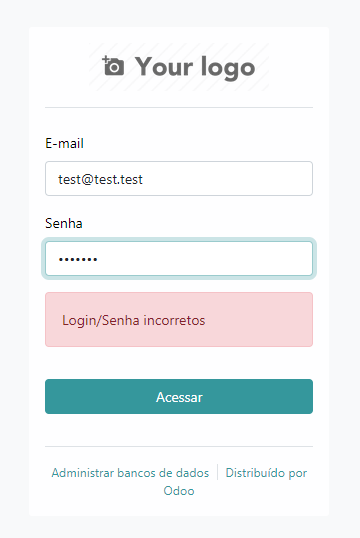 Your logo
E-mail
test@test.test
Senha
•••••••
Login/Senha incorretos
Acessar
Administrar bancos de dados | Distribuído por
Odoo